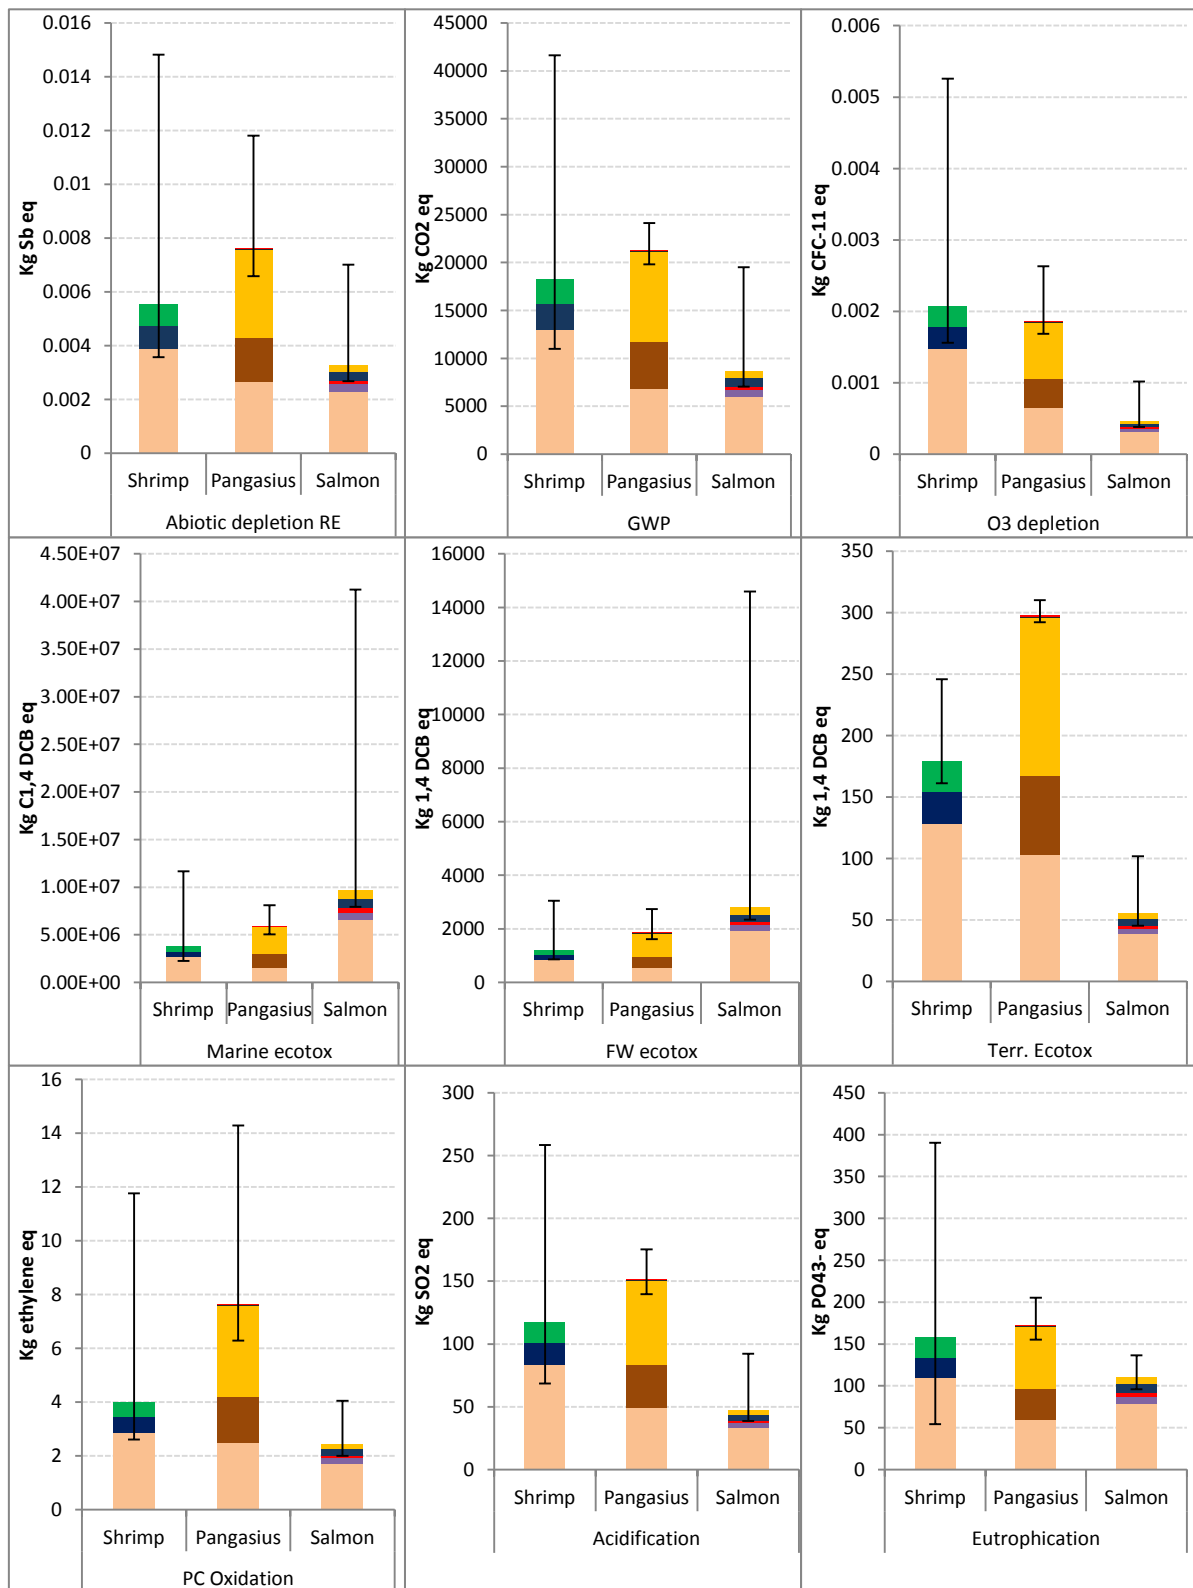 Kg Sb eq
0.016
0.014
0.012
0.01
0.008
0.006
0.004
0.002
0
Shrimp Pangasius Salmon
Abiotic depletion RE
Kg CO2 eq
45000
40000
35000
30000
25000
20000
15000
10000
5000
0
Shrimp Pangasius Salmon
GWP
Kg CFC-11 eq
0.006
0.005
0.004
0.003
0.002
0.001
0
Shrimp Pangasius Salmon
O3 depletion
Kg C1,4 DCB eq
4.50E+07
4.00E+07
3.50E+07
3.00E+07
2.50E+07
2.00E+07
1.50E+07
1.00E+07
5.00E+06
0.00E+00
Shrimp Pangasius Salmon
Marine ecotox
Kg 1,4 DCB eq
16000
14000
12000
10000
8000
6000
4000
2000
0
Shrimp Pangasius Salmon
FW ecotox
Kg 1,4 DCB eq
350
300
250
200
150
100
50
0
Shrimp Pangasius Salmon
Terr. Ecotox
Kg ethylene eq
16
14
12
10
8
6
4
2
0
Shrimp Pangasius Salmon
PC Oxidation
Kg SO2 eq
300
250
200
150
100
50
0
Shrimp Pangasius Salmon
Acidification
Kg PO43- eq
450
400
350
300
250
200
150
100
50
0
Shrimp Pangasius Salmon
Eutrophication